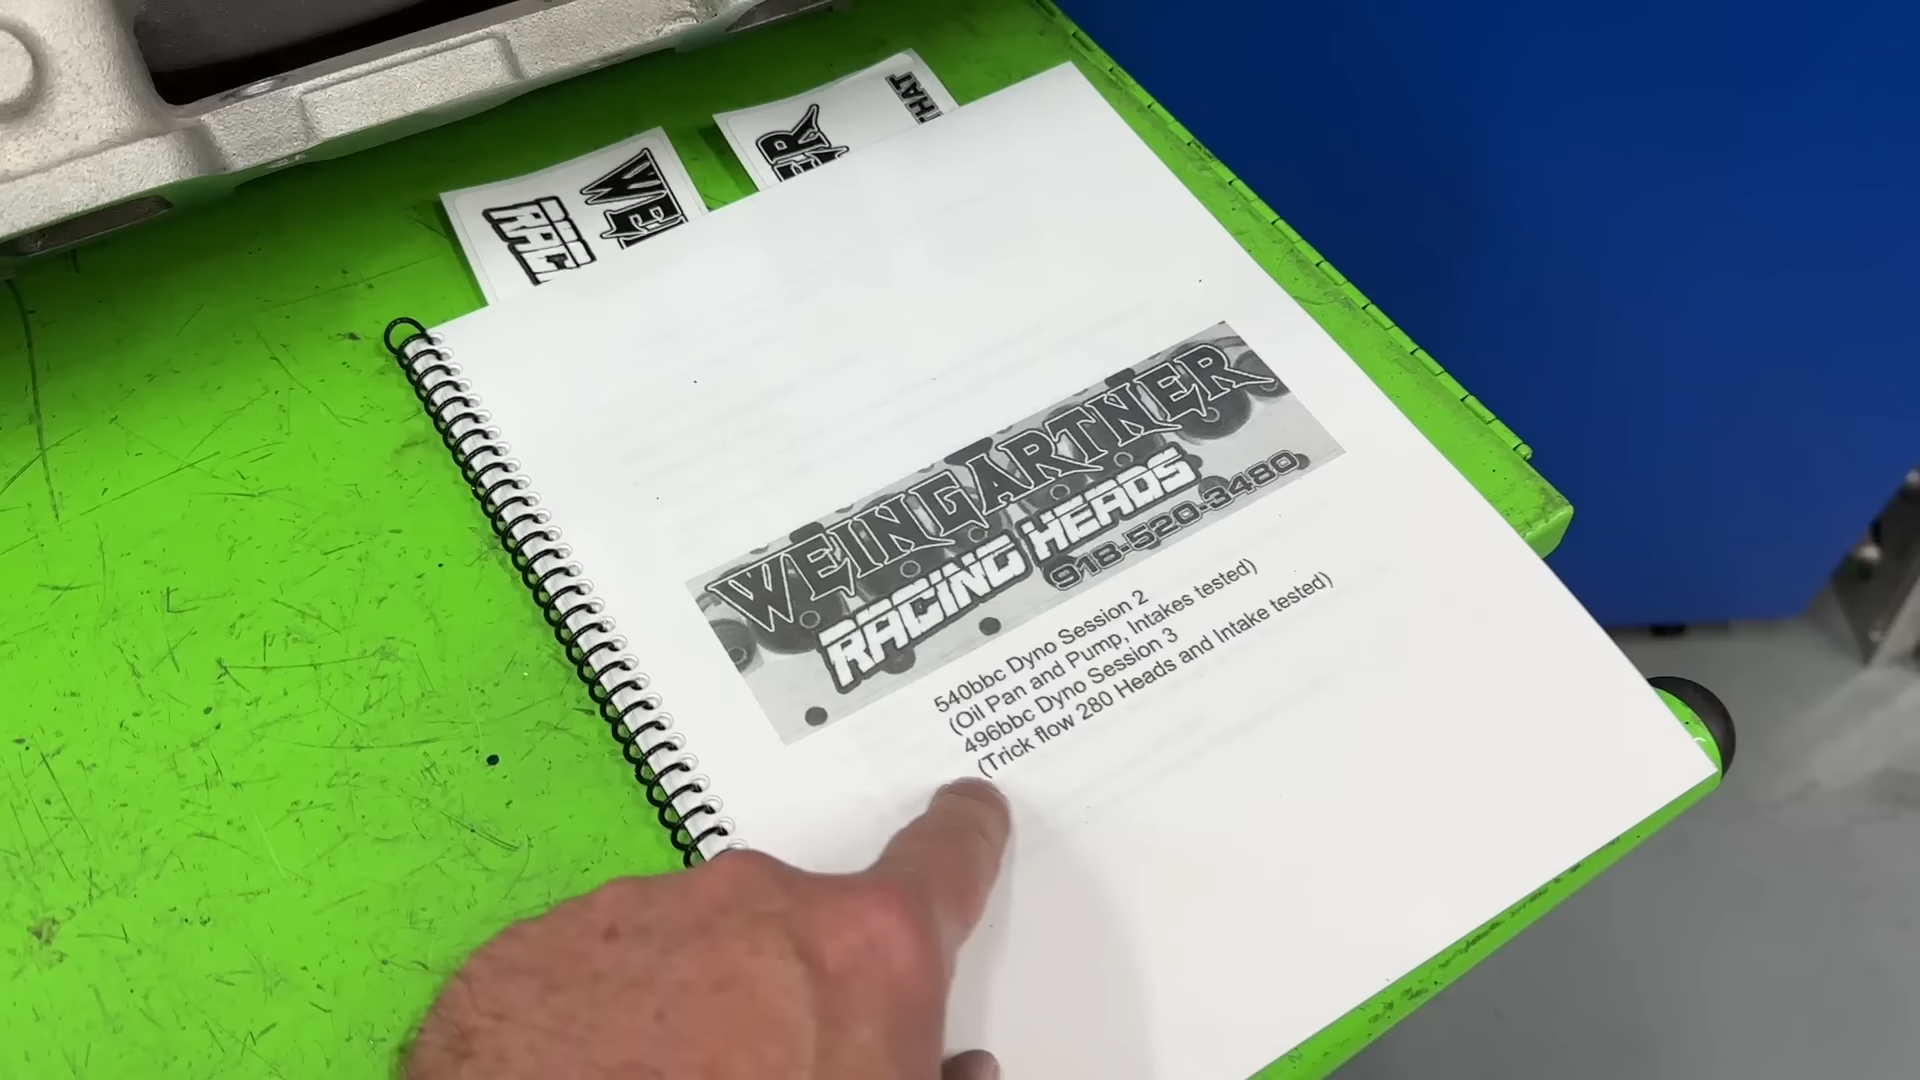 THAT
WEINGARTNER
RACING HEADS
918-520-3480
540bbc Dyno Session 2
(Oil Pan and Pump, Intakes tested)
496bbc Dyno Session 3
(Trick flow 280 Heads and Intake tested)